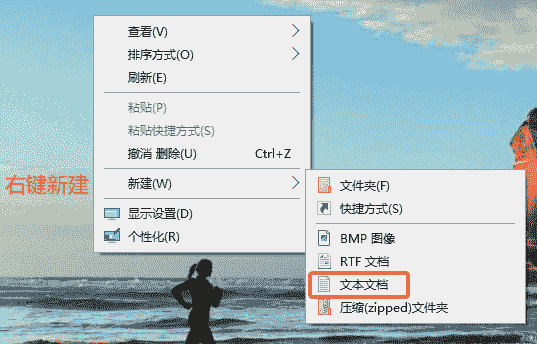 查看(V)
排序方式(O)
刷新(E)
粘贴(P)
粘贴快捷方式(S)
撤消 删除(U) Ctrl+Z
右键新建
新建(W)
显示设置(D)
个性化(R)
文件夹(F)
快捷方式(S)
BMP 图像
RTF 文档
文本文档
压缩(zipped)文件夹